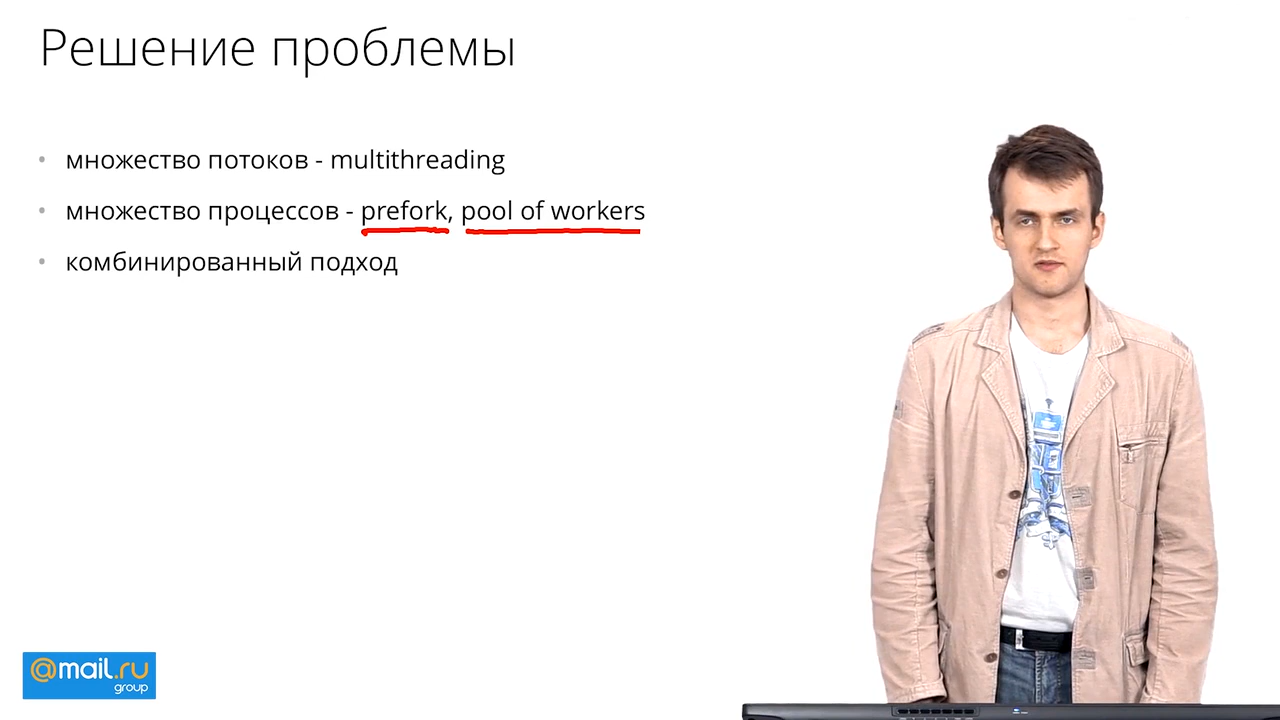 Решение проблемы
• множество потоков - multithreading
• множество процессов - prefork, pool of workers
• комбинированный подход
@mail.ru
group